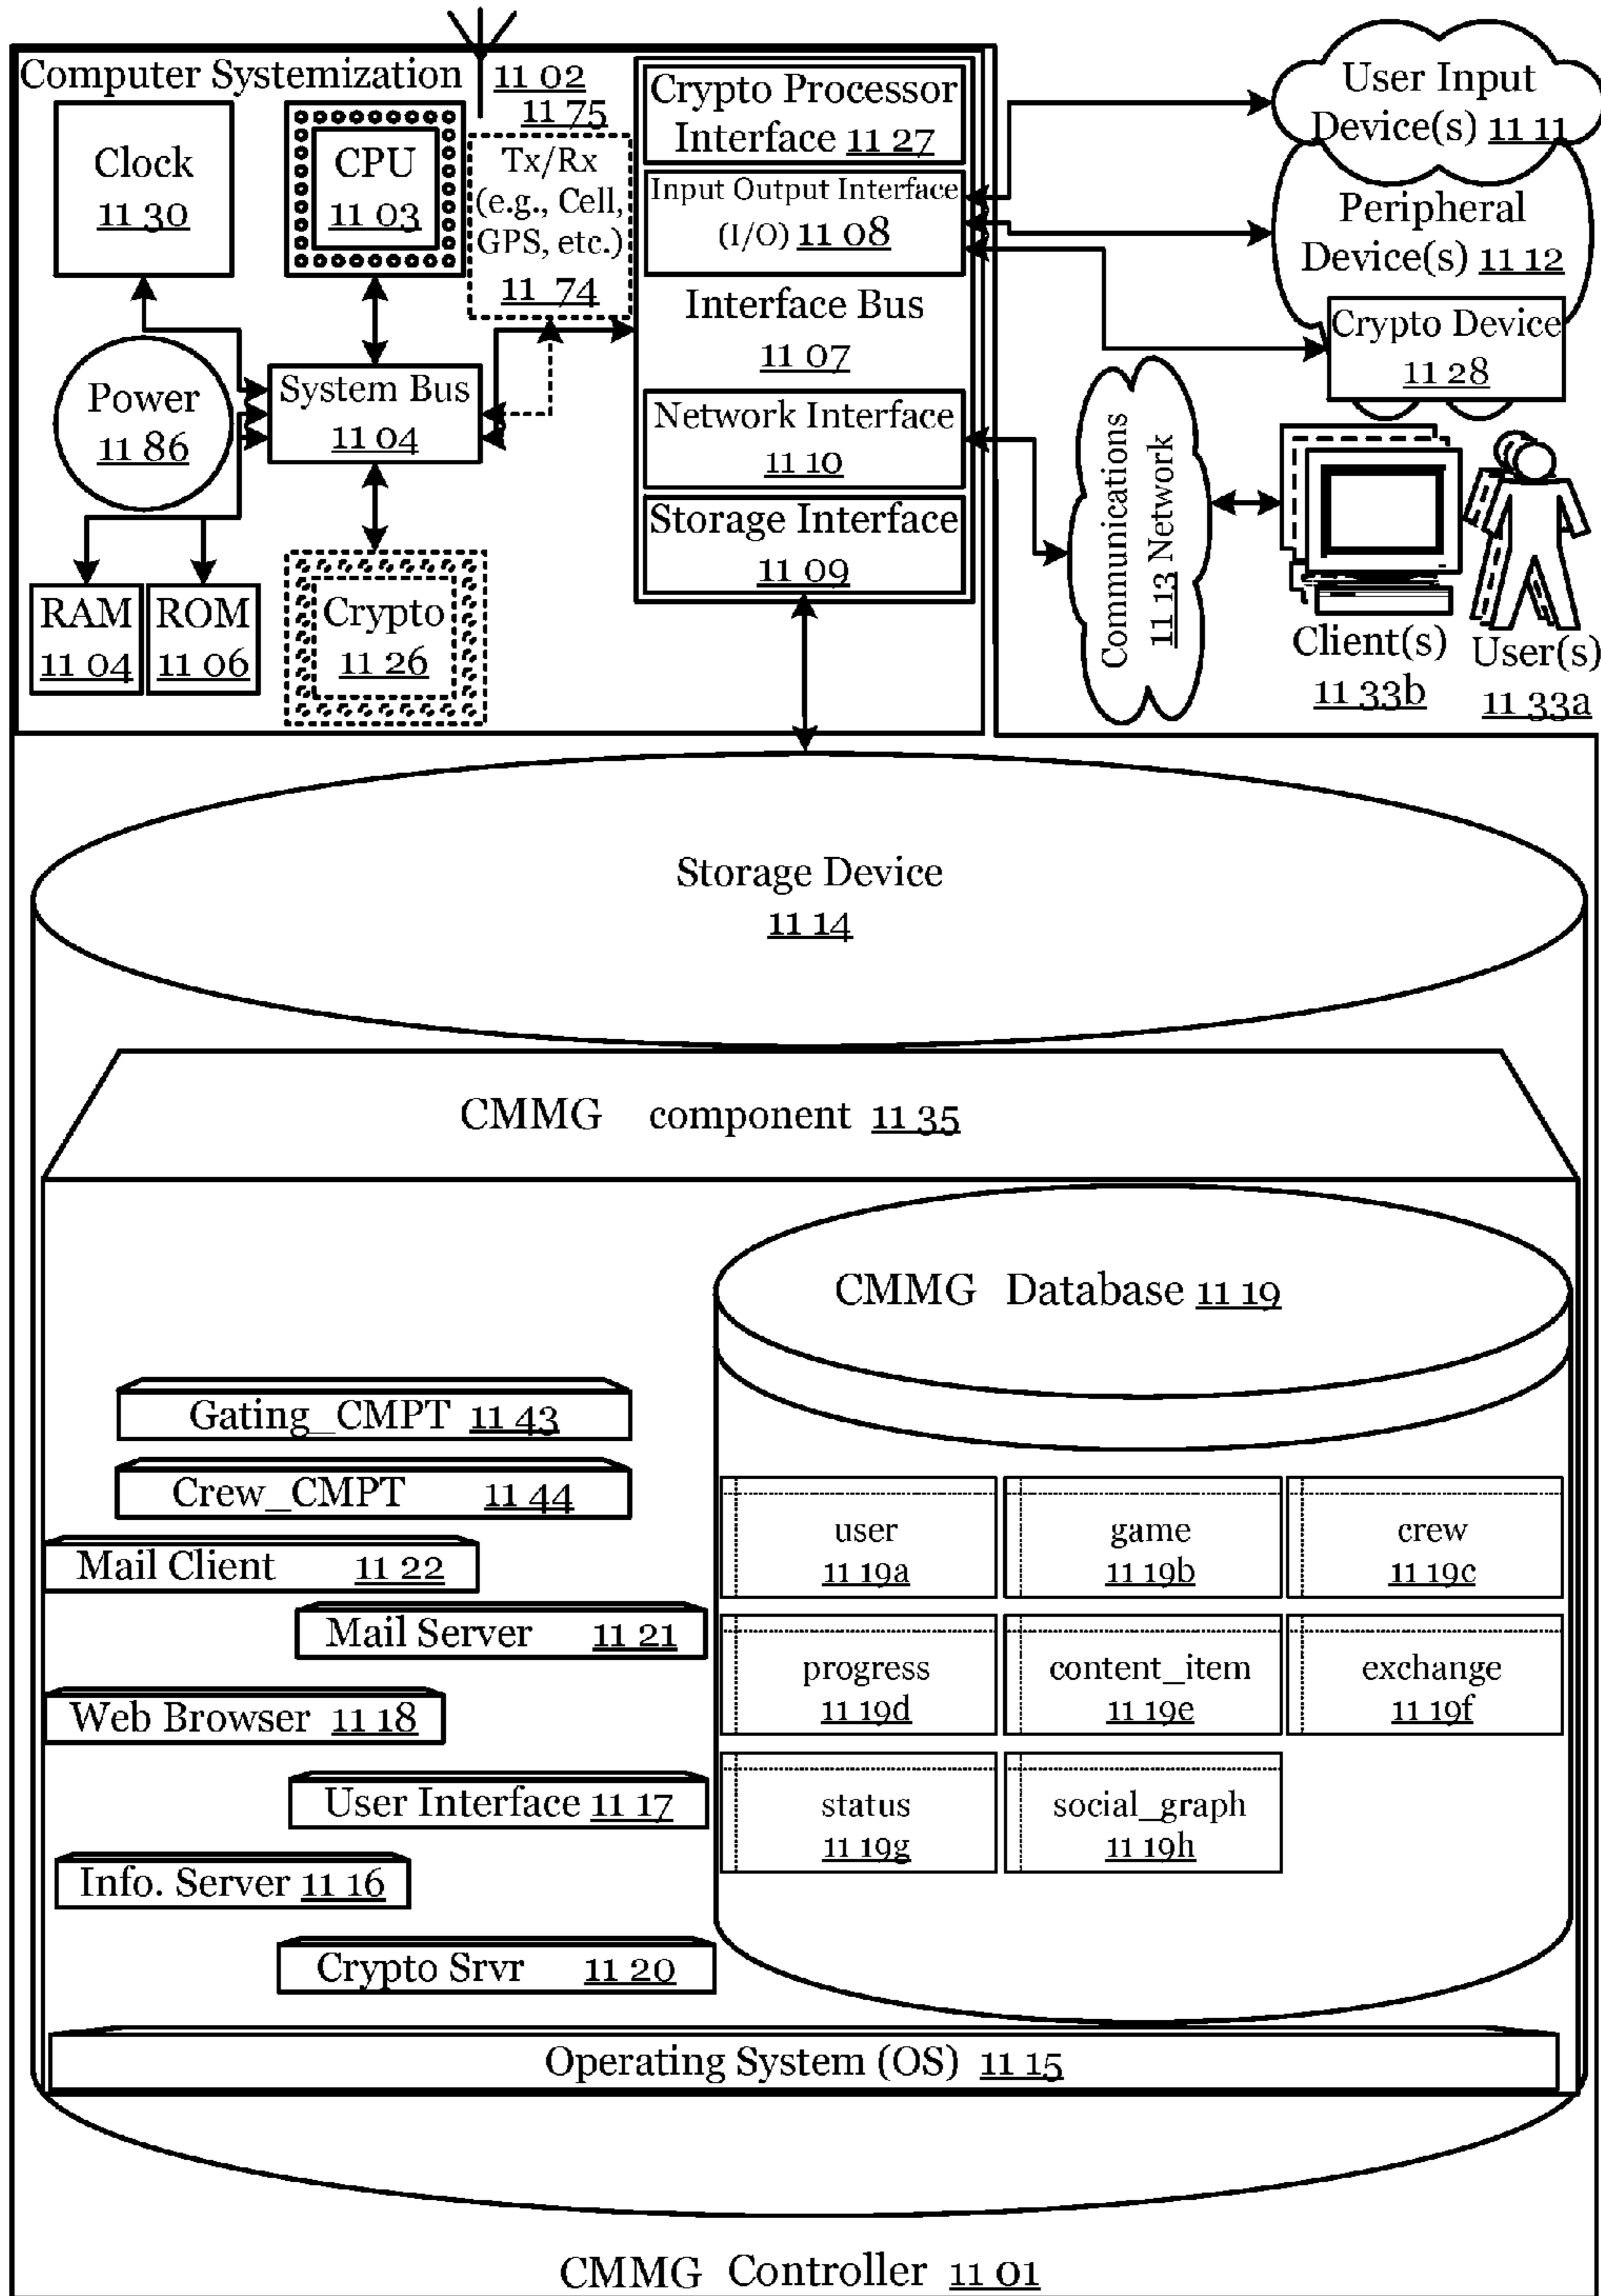 Computer Systemization 11 02
11 75
Clock
11 30
CPU
11 03
Tx/Rx
(e.g., Cell,
GPS, etc.)
11 74
Power
11 86
System Bus
11 04
RAM
11 04
ROM
11 06
Crypto
11 26
Crypto Processor
Interface 11 27
Input Output Interface
(I/O) 11 08
Interface Bus
11 07
Network Interface
11 10
Storage Interface
11 09
User Input
Device(s) 11 11
Peripheral
Device(s) 11 12
Crypto Device
11 28
Communications
11 13 Network
Client(s)
11 33b
User(s)
11 33a
Storage Device
11 14
CMMG component 11 35
CMMG Database 11 19
Gating_CMPT 11 43
Crew_CMPT 11 44
Mail Client 11 22
Mail Server 11 21
Web Browser 11 18
User Interface 11 17
Info. Server 11 16
Crypto Srvr 11 20
user
11 19a
game
11 19b
crew
11 19c
progress
11 19d
content_item
11 19e
exchange
11 19f
status
11 19g
social_graph
11 19h
Operating System (OS) 11 15
CMMG Controller 11 01